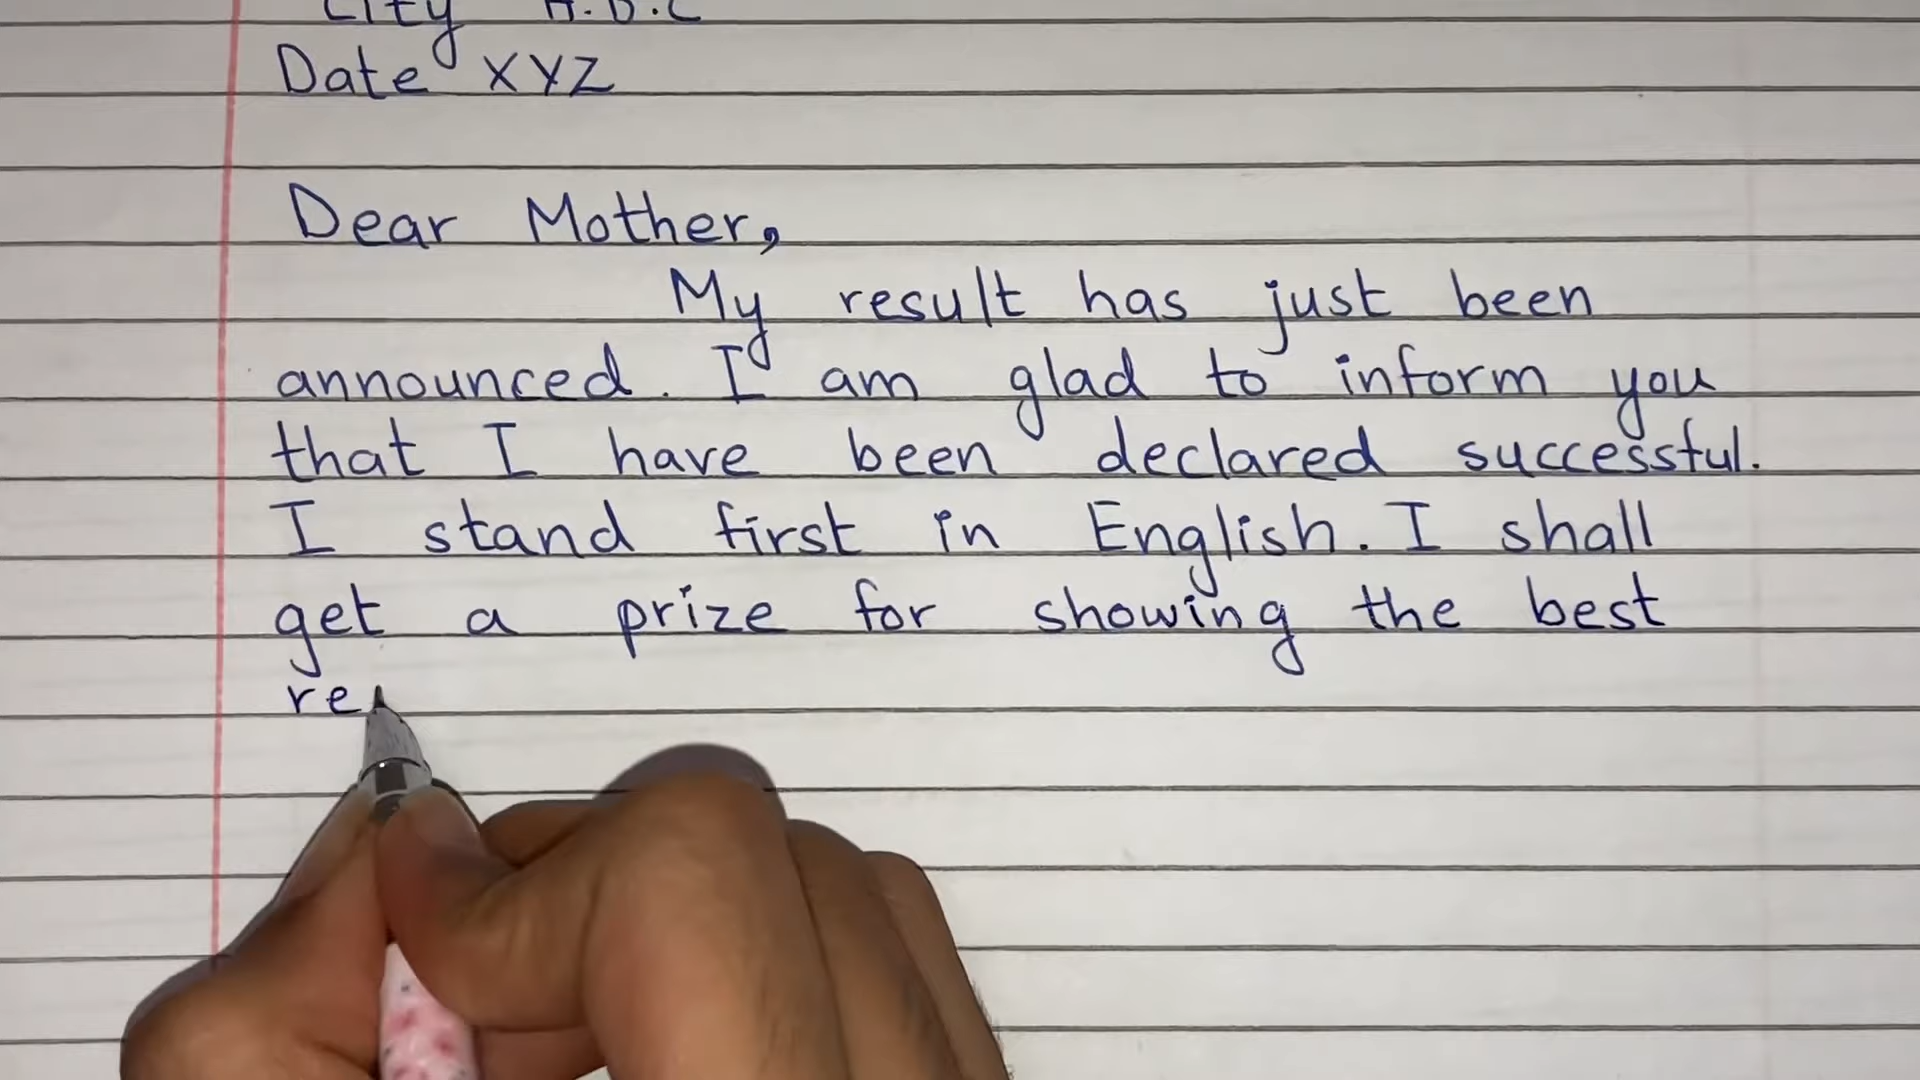 City A.B.C
Date XYZ
Dear Mother,
My result has just been
announced. I am glad to inform you
that I have been declared successful.
I stand first in English. I shall
get a prize for showing the best
re